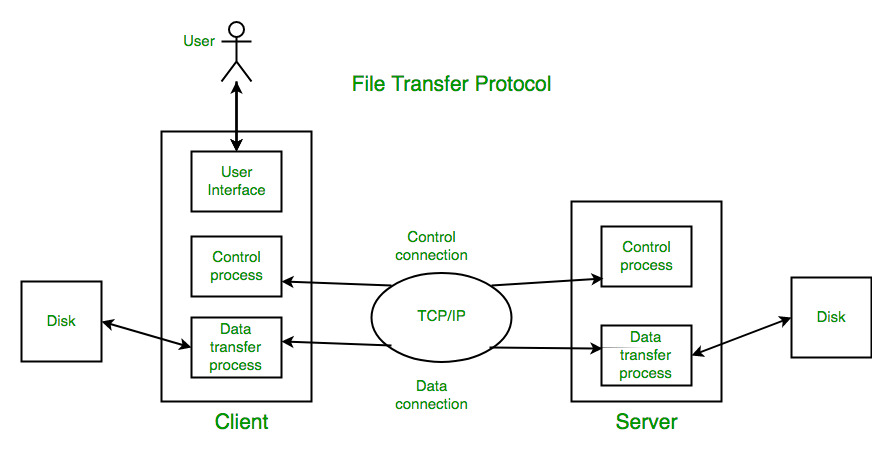 User
File Transfer Protocol
User
Interface
Control
process
Control
connection
Control
process
Disk
Data
transfer
process
TCP/IP
Data
transfer
process
Disk
Data
connection
Client
Server